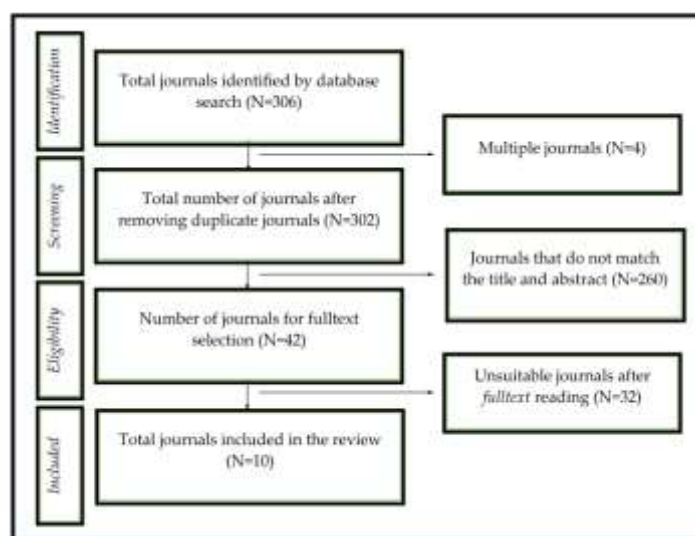 Identification
Total journals identified by database
search (N=306)
Multiple journals (N=4)
Screening
Total number of journals after
removing duplicate journals (N=302)
Journals that do not match
the title and abstract (N=260)
Eligibility
Number of journals for fulltext
selection (N=42)
Unsuitable journals after
fulltext reading (N=32)
Included
Total journals included in the review
(N=10)